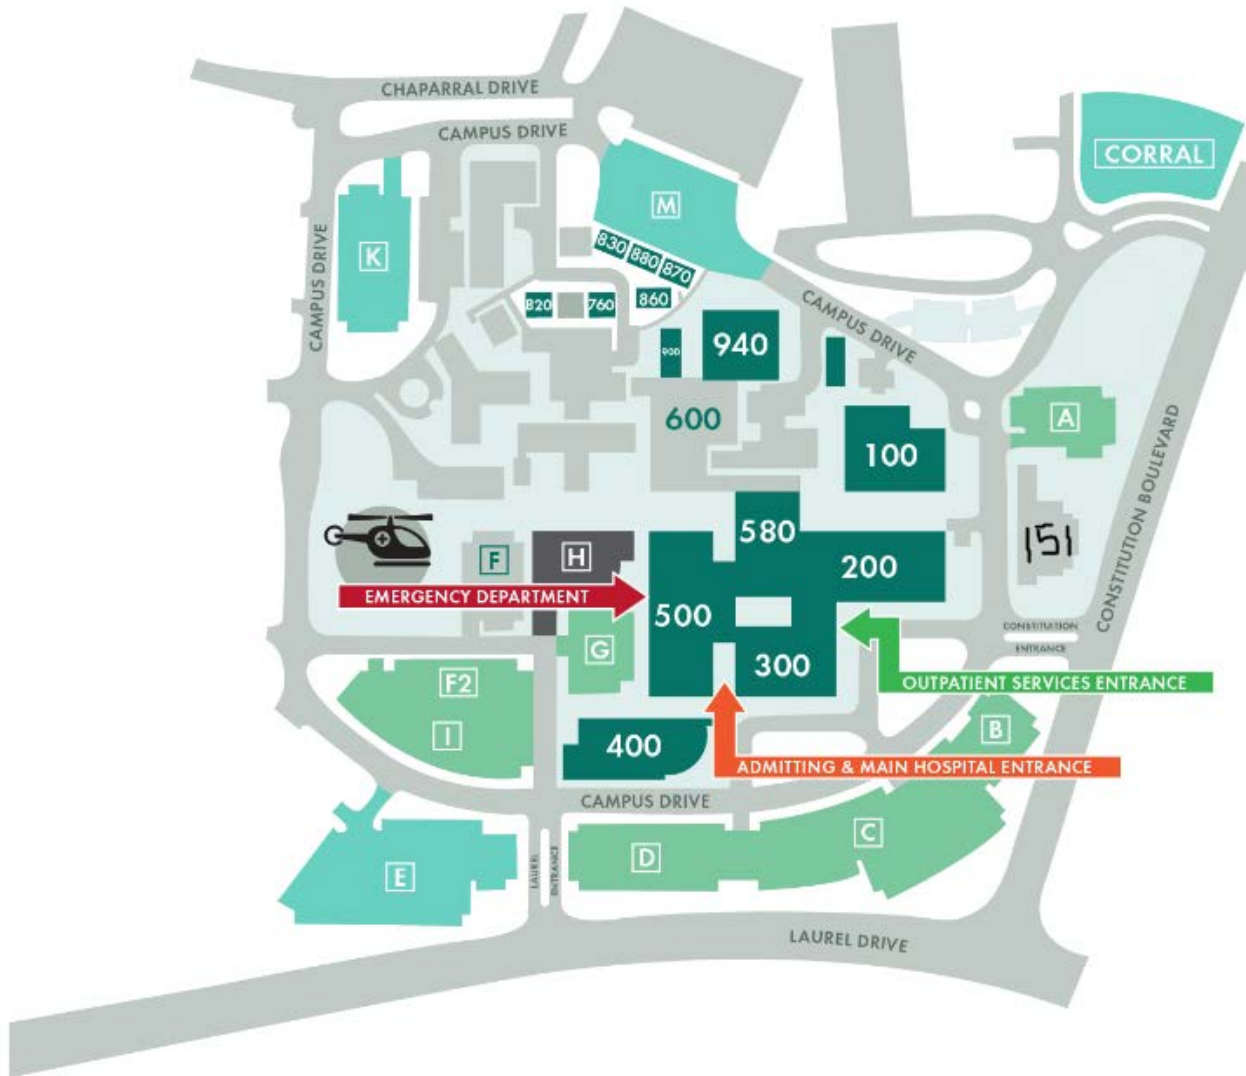 CHAPARRAL DRIVE
CAMPUS DRIVE
CORRAL
M
K
830
880
870
CAMPUS DRIVE
820
760
860
CAMPUS DRIVE
900
940
A
600
100
CONSTITUTION BOULEVARD
151
580
F
H
200
EMERGENCY DEPARTMENT
500
CONSTITUTION
ENTRANCE
G
300
F2
OUTPATIENT SERVICES ENTRANCE
I
B
400
ADMITTING & MAIN HOSPITAL ENTRANCE
CAMPUS DRIVE
C
D
E
LAUREL
ENTRANCE
LAUREL DRIVE